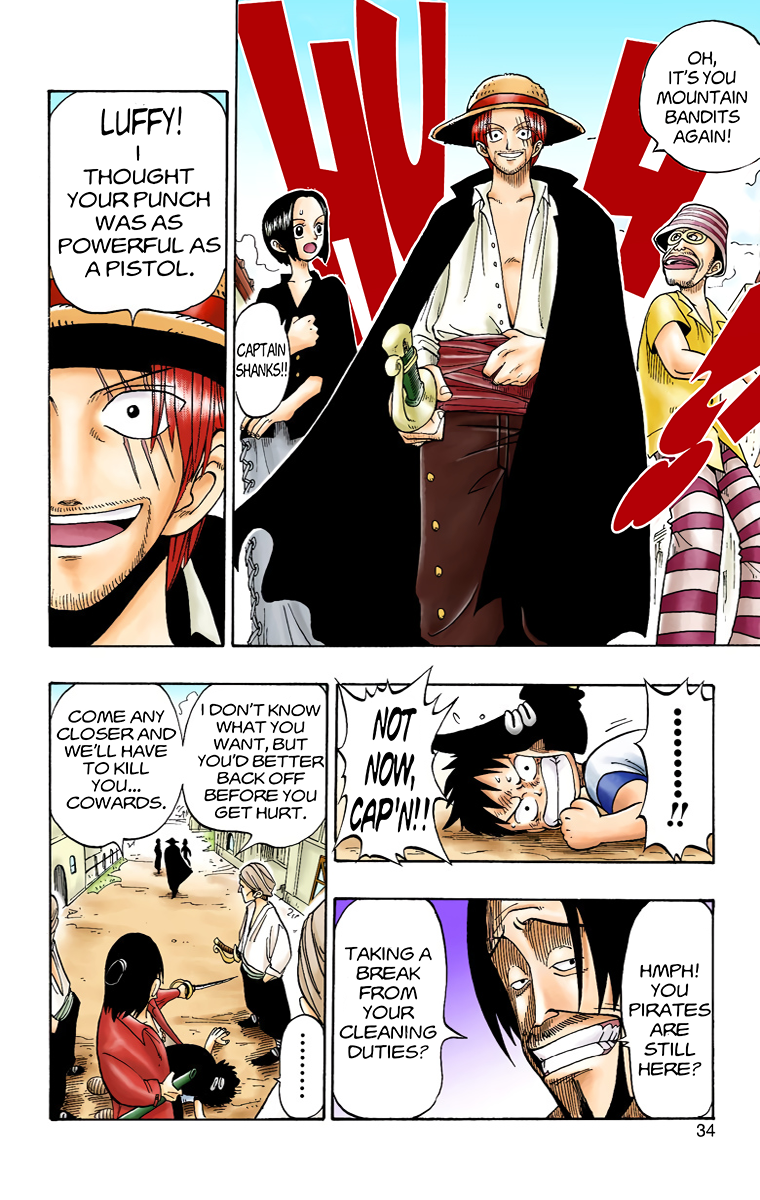 OH,
IT'S YOU
MOUNTAIN
BANDITS
AGAIN!
CAPTAIN
SHANKS!!
LUFFY!
I
THOUGHT
YOUR PUNCH
WAS AS
POWERFUL AS
A PISTOL.
........!!
NOT
NOW,
CAP'N!!
HMPH!
YOU
PIRATES
ARE
STILL
HERE?
TAKING A
BREAK
FROM
YOUR
CLEANING
DUTIES?
I DON'T KNOW
WHAT YOU
WANT, BUT
YOU'D BETTER
BACK OFF
BEFORE YOU
GET HURT.
COME ANY
CLOSER AND
WE'LL HAVE
TO KILL
YOU...
COWARDS.
.......
34